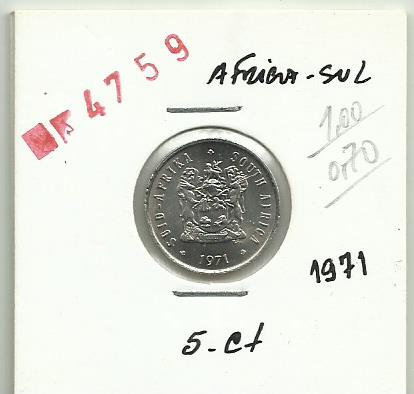 4759
AFRICA-SUL
1,00
0,70
SUID-AFRIKA • SOUTH AFRICA
1971
1971
5-Ct